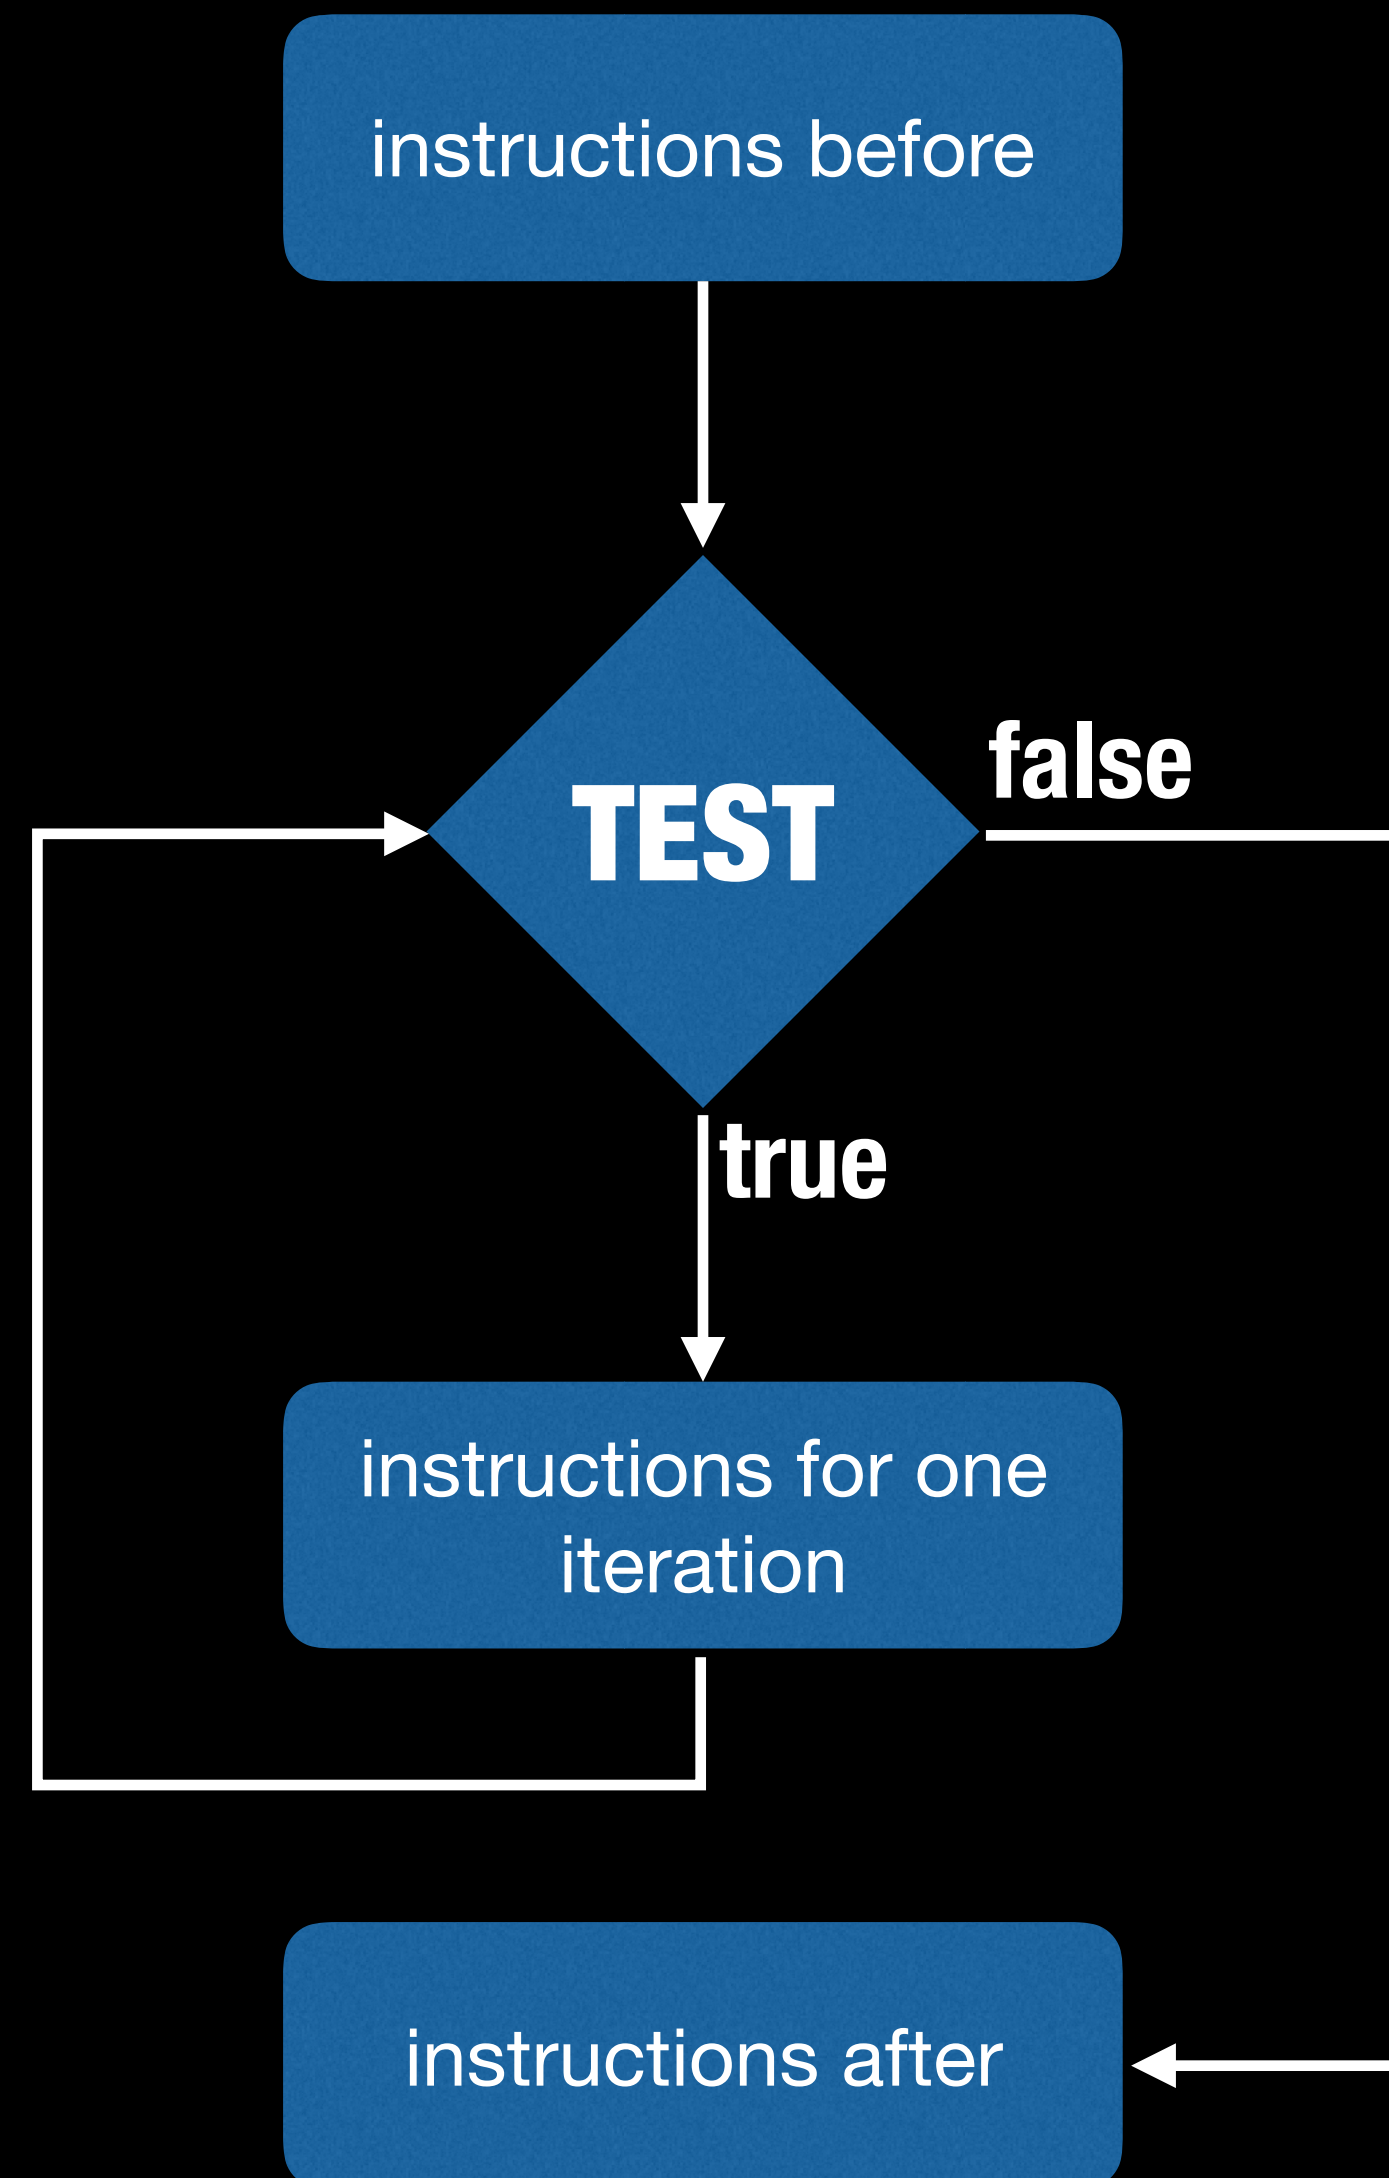 instructions before
false
TEST
true
instructions for one
iteration
instructions after